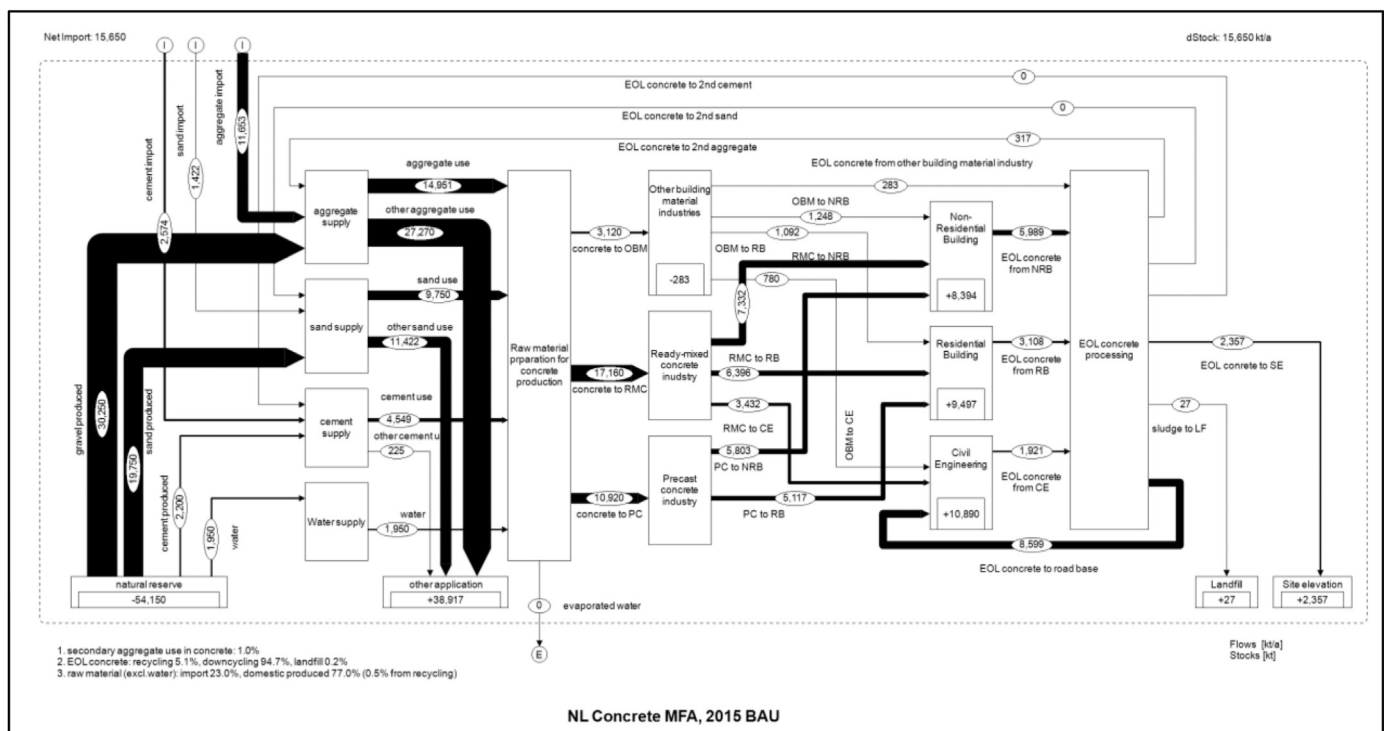 Net Import: 15,650
dStock: 15,650 kt/a
I
I
I
cement import
sand import
aggregate import
2,574
1,422
11,653
0
EOL concrete to 2nd cement
0
EOL concrete to 2nd sand
317
EOL concrete to 2nd aggregate
EOL concrete from other building material industry
283
aggregate supply
aggregate use
14,951
other aggregate use
27,270
sand supply
sand use
9,750
other sand use
11,422
cement supply
cement use
4,549
other cement u
225
Water supply
water
1,950
gravel produced
30,250
sand produced
19,750
cement produced
2,200
water
1,950
natural reserve
-54,150
other application
+38,917
Raw material prparation for concrete production
3,120
concrete to OBM
17,160
concrete to RMC
10,920
concrete to PC
0
evaporated water
E
Other building material industries
-283
Ready-mixed concrete inudstry
Precast concrete industry
OBM to NRB
1,248
1,092
OBM to RB
RMC to NRB
780
7,332
RMC to RB
6,396
3,432
RMC to CE
OBM to CE
5,803
PC to NRB
5,117
PC to RB
Non-Residential Building
+8,394
Residential Building
+9,497
Civil Engineering
+10,890
5,989
EOL concrete from NRB
3,108
EOL concrete from RB
1,921
EOL concrete from CE
8,599
EOL concrete to road base
EOL concrete processing
2,357
EOL conrete to SE
27
sludge to LF
Landfill
+27
Site elevation
+2,357
1. secondary aggregate use in concrete: 1.0%
2. EOL concrete: recycling 5.1%, downcycling 94.7%, landfill 0.2%
3. raw material (excl.water): import 23.0%, domestic produced 77.0% (0.5% from recycling)
Flows [kt/a]
Stocks [kt]
NL Concrete MFA, 2015 BAU